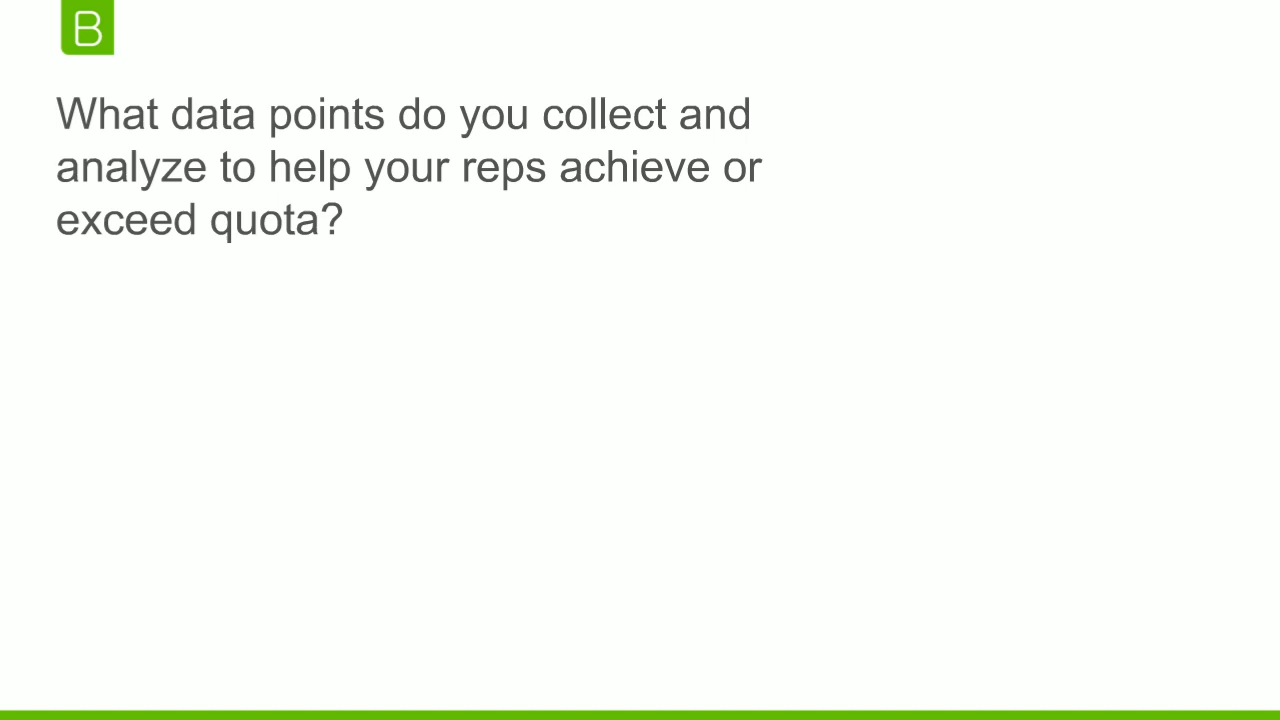 B
What data points do you collect and
analyze to help your reps achieve or
exceed quota?